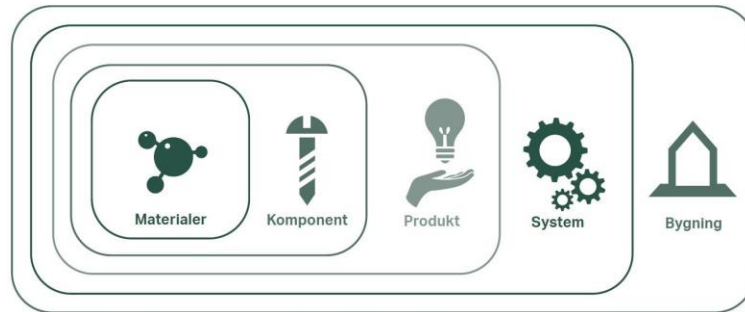 Materialer
Komponent
Produkt
System
Bygning